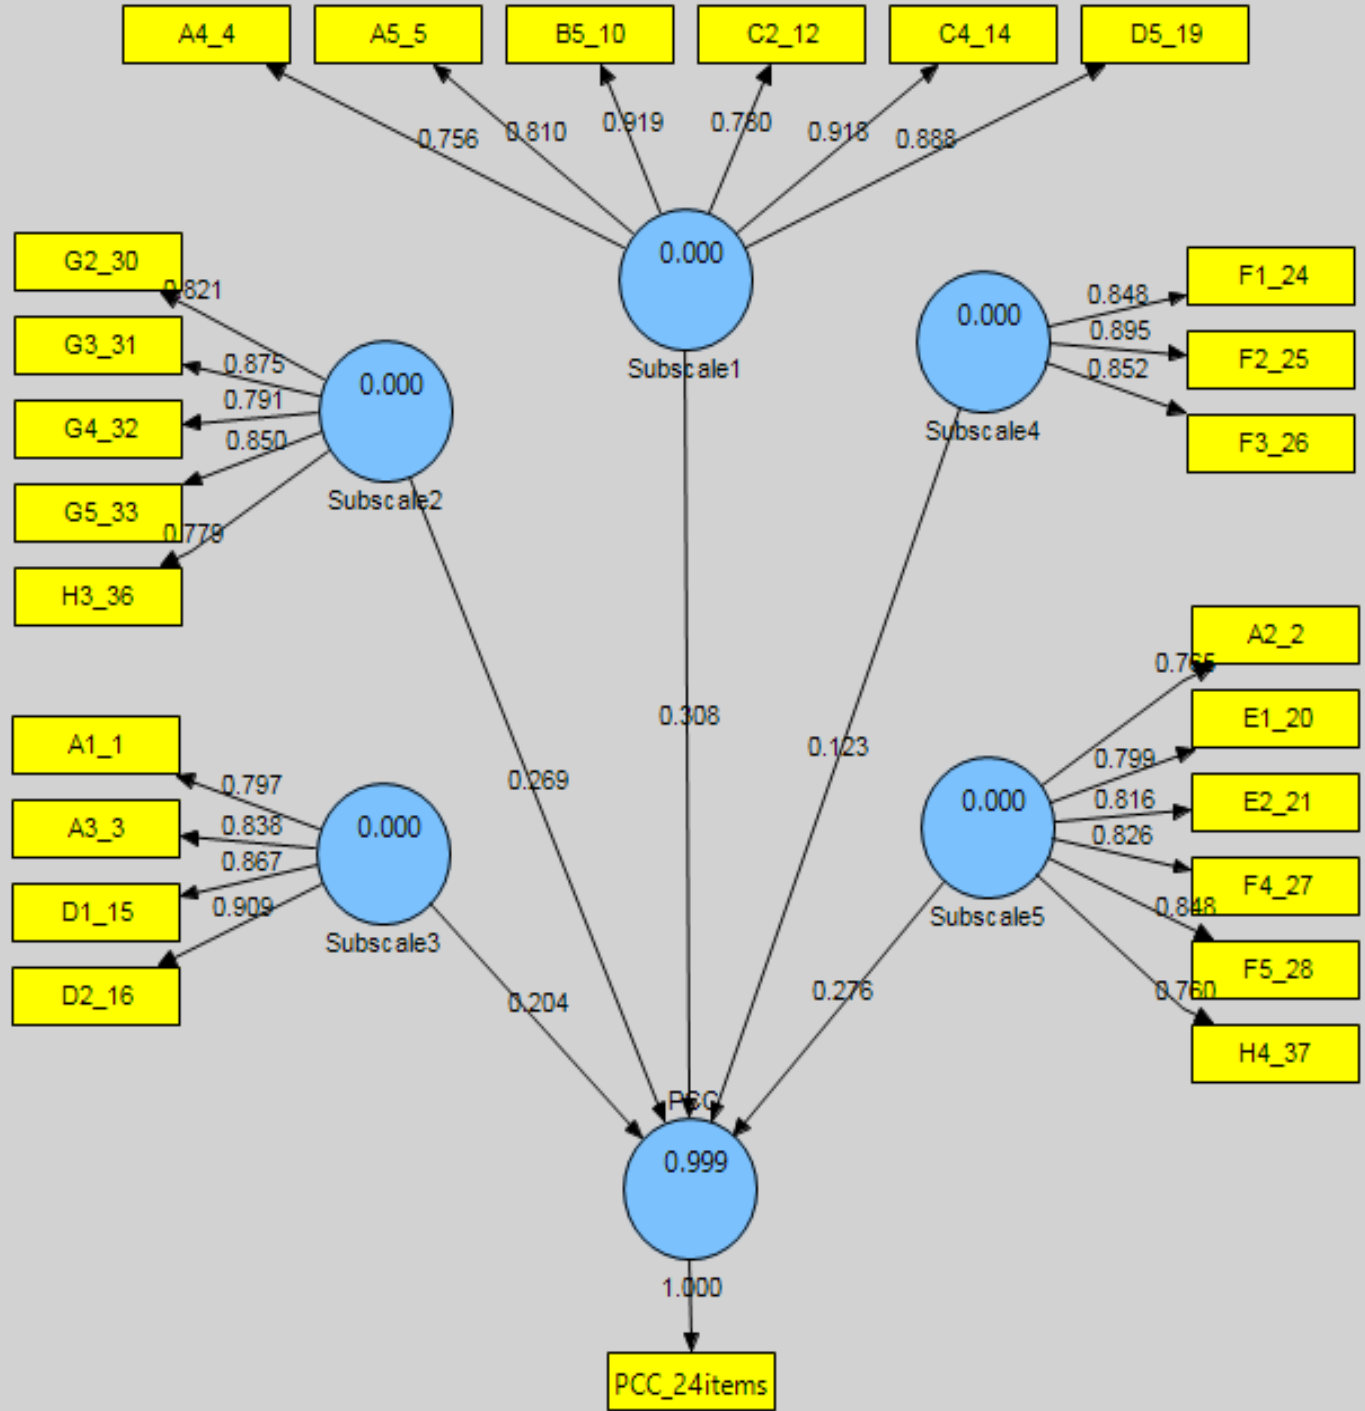 A4_4
A5_5
B5_10
C2_12
C4_14
D5_19
0.756
0.810
0.919
0.780
0.918
0.888
0.000
Subscale1
G2_30
G3_31
G4_32
G5_33
H3_36
0.821
0.875
0.791
0.850
0.779
0.000
Subscale2
0.000
Subscale4
0.848
0.895
0.852
F1_24
F2_25
F3_26
A1_1
A3_3
D1_15
D2_16
0.797
0.838
0.867
0.909
0.000
Subscale3
0.000
Subscale5
0.765
0.799
0.816
0.826
0.848
0.760
A2_2
E1_20
E2_21
F4_27
F5_28
H4_37
0.308
0.269
0.123
0.204
0.276
PCC
0.999
1.000
PCC_24items